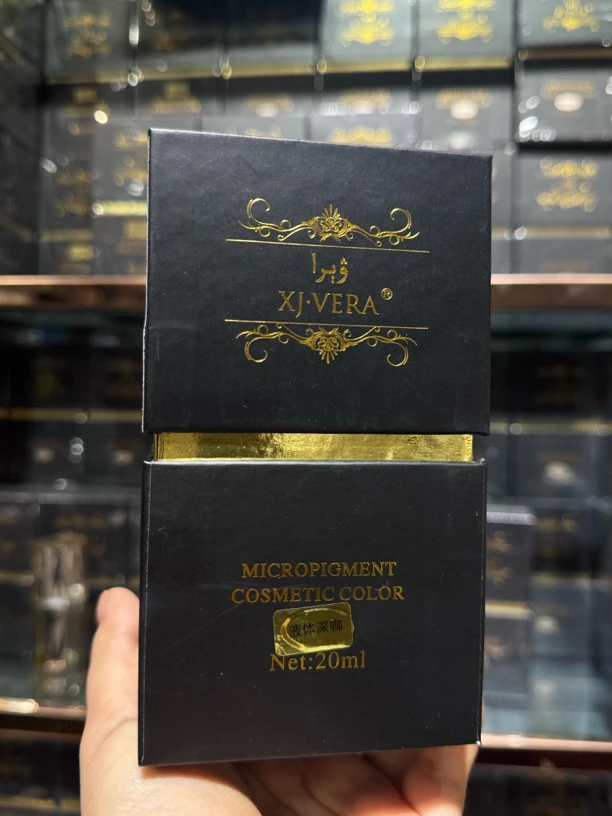 ۋېرا
XJ·VERA®
MICROPIGMENT
COSMETIC COLOR
液体深咖
Net:20ml